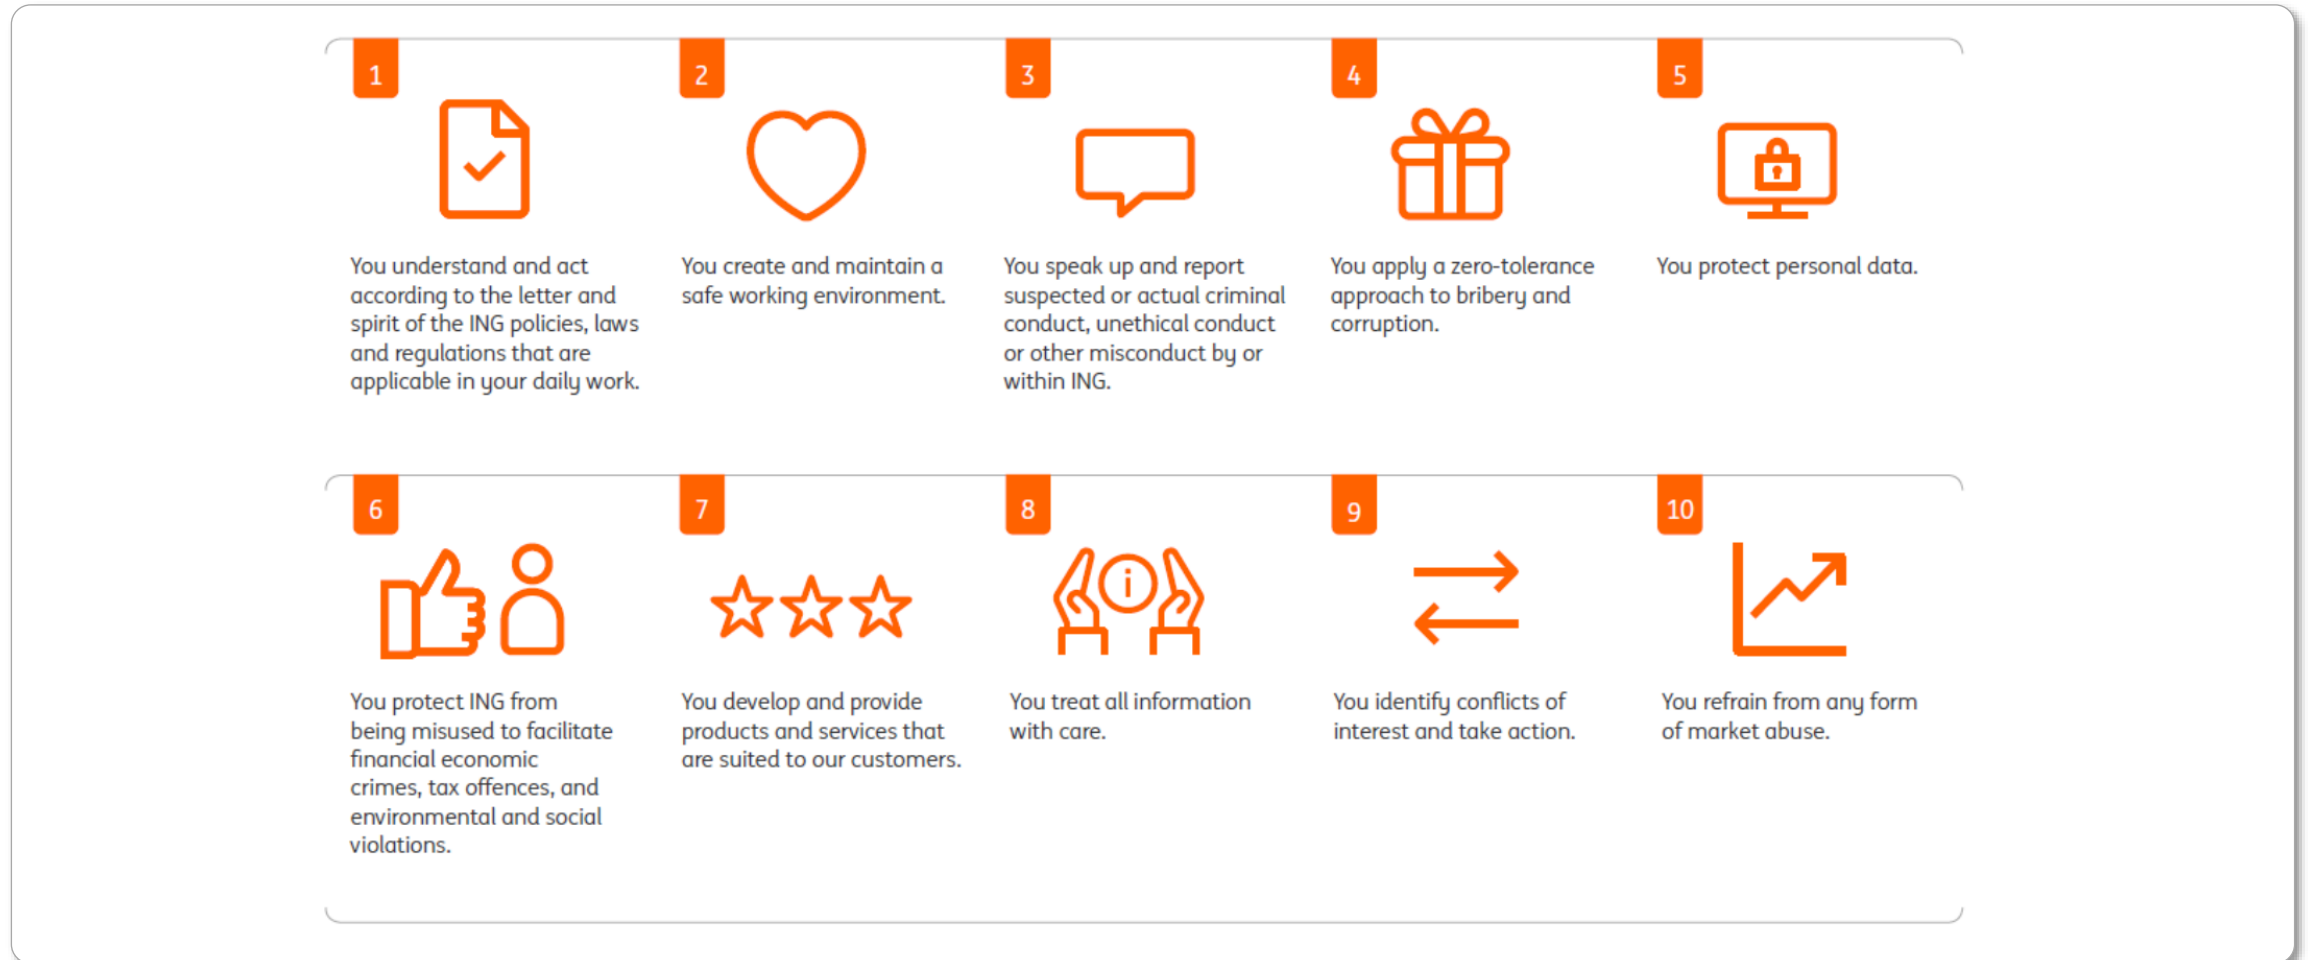 1
You understand and act
according to the letter and
spirit of the ING policies, laws
and regulations that are
applicable in your daily work.
2
You create and maintain a
safe working environment.
3
You speak up and report
suspected or actual criminal
conduct, unethical conduct
or other misconduct by or
within ING.
4
You apply a zero-tolerance
approach to bribery and
corruption.
5
You protect personal data.
6
You protect ING from
being misused to facilitate
financial economic
crimes, tax offences, and
environmental and social
violations.
7
You develop and provide
products and services that
are suited to our customers.
8
i
You treat all information
with care.
9
You identify conflicts of
interest and take action.
10
You refrain from any form
of market abuse.